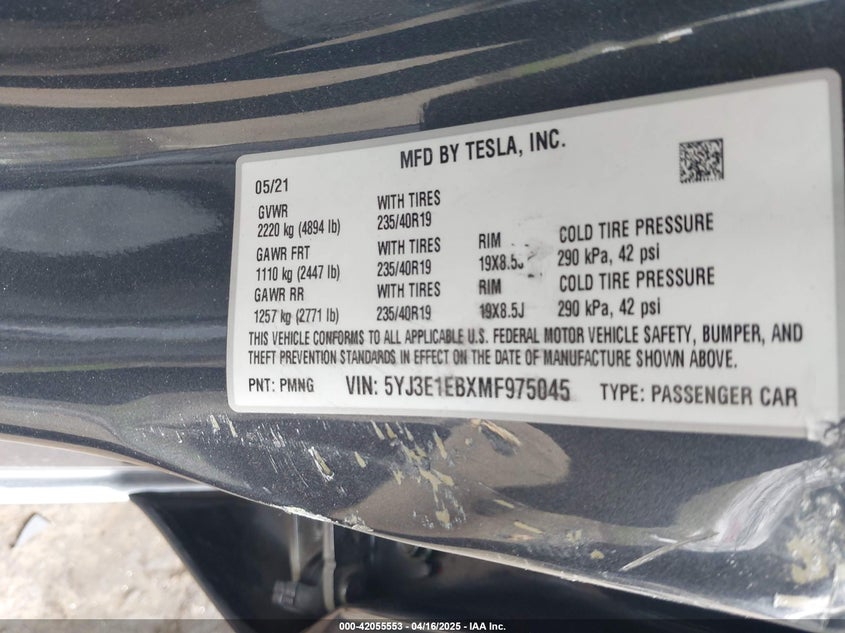 MFD BY TESLA, INC.
05/21
GVWR
2220 kg (4894 lb)
WITH TIRES
235/40R19
GAWR FRT
1110 kg (2447 lb)
WITH TIRES
235/40R19
RIM
19X8.5J
COLD TIRE PRESSURE
290 kPa, 42 psi
GAWR RR
1257 kg (2771 lb)
WITH TIRES
235/40R19
RIM
19X8.5J
COLD TIRE PRESSURE
290 kPa, 42 psi
THIS VEHICLE CONFORMS TO ALL APPLICABLE U.S. FEDERAL MOTOR VEHICLE SAFETY, BUMPER, AND
THEFT PREVENTION STANDARDS IN EFFECT ON THE DATE OF MANUFACTURE SHOWN ABOVE.
PNT: PMNG VIN: 5YJ3E1EBXMF975045 TYPE: PASSENGER CAR
000-42055553 - 04/16/2025 - IAA Inc.